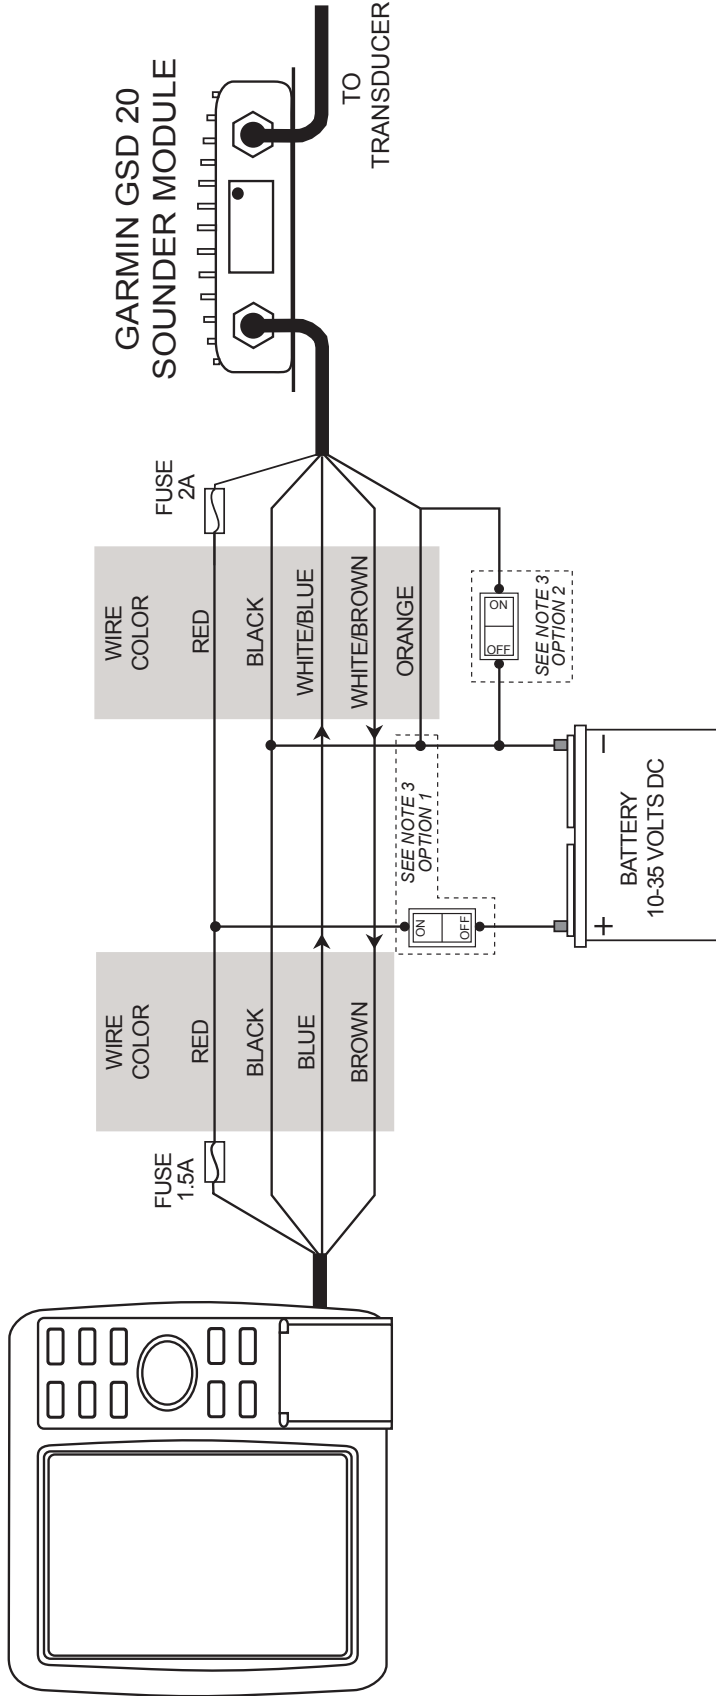 GARMIN GSD 20
SOUNDER MODULE
TO
TRANSDUCER
FUSE
2A
WIRE
COLOR
RED
BLACK
WHITE/BLUE
WHITE/BROWN
ORANGE
ON
OFF
SEE NOTE 3
OPTION 2
SEE NOTE 3
OPTION 1
ON
OFF
BATTERY
10-35 VOLTS DC
+
–
WIRE
COLOR
RED
BLACK
BLUE
BROWN
FUSE
1.5A